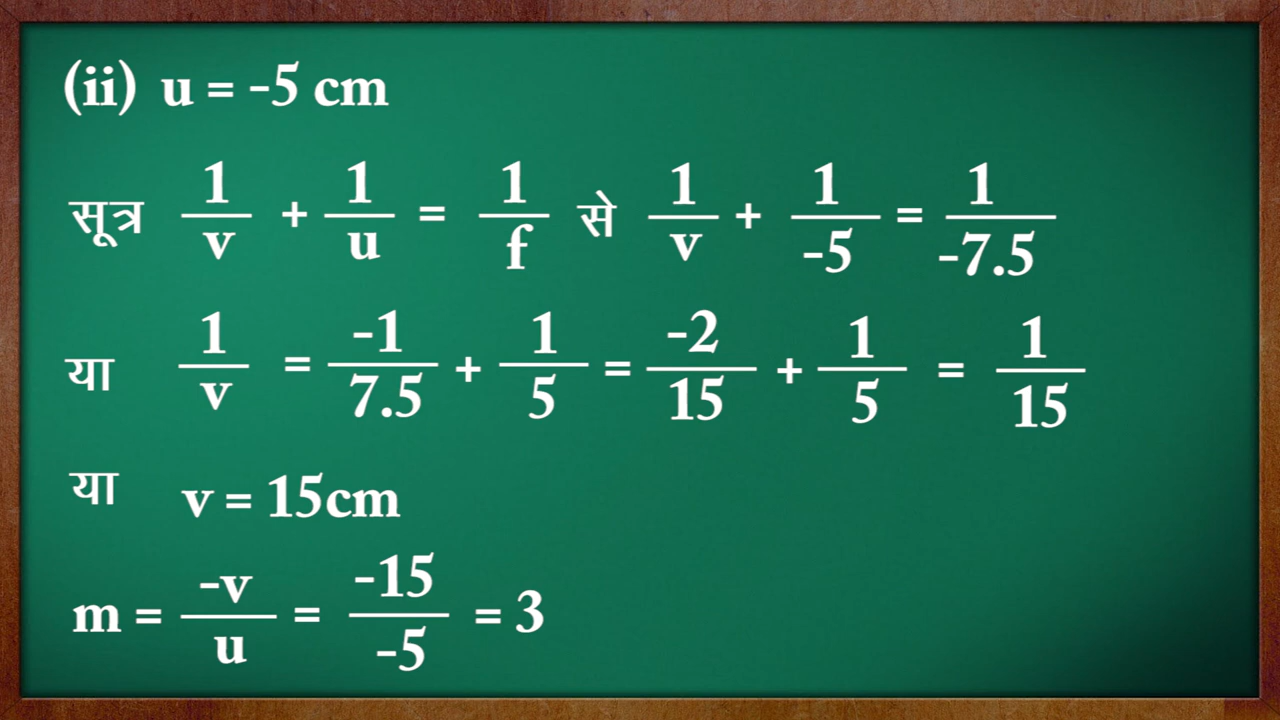 (ii) u = -5 cm
सूत्र 1/v + 1/u = 1/f से 1/v + 1/-5 = 1/-7.5
या 1/v = -1/7.5 + 1/5 = -2/15 + 1/5 = 1/15
या v = 15cm
m = -v/u = -15/-5 = 3